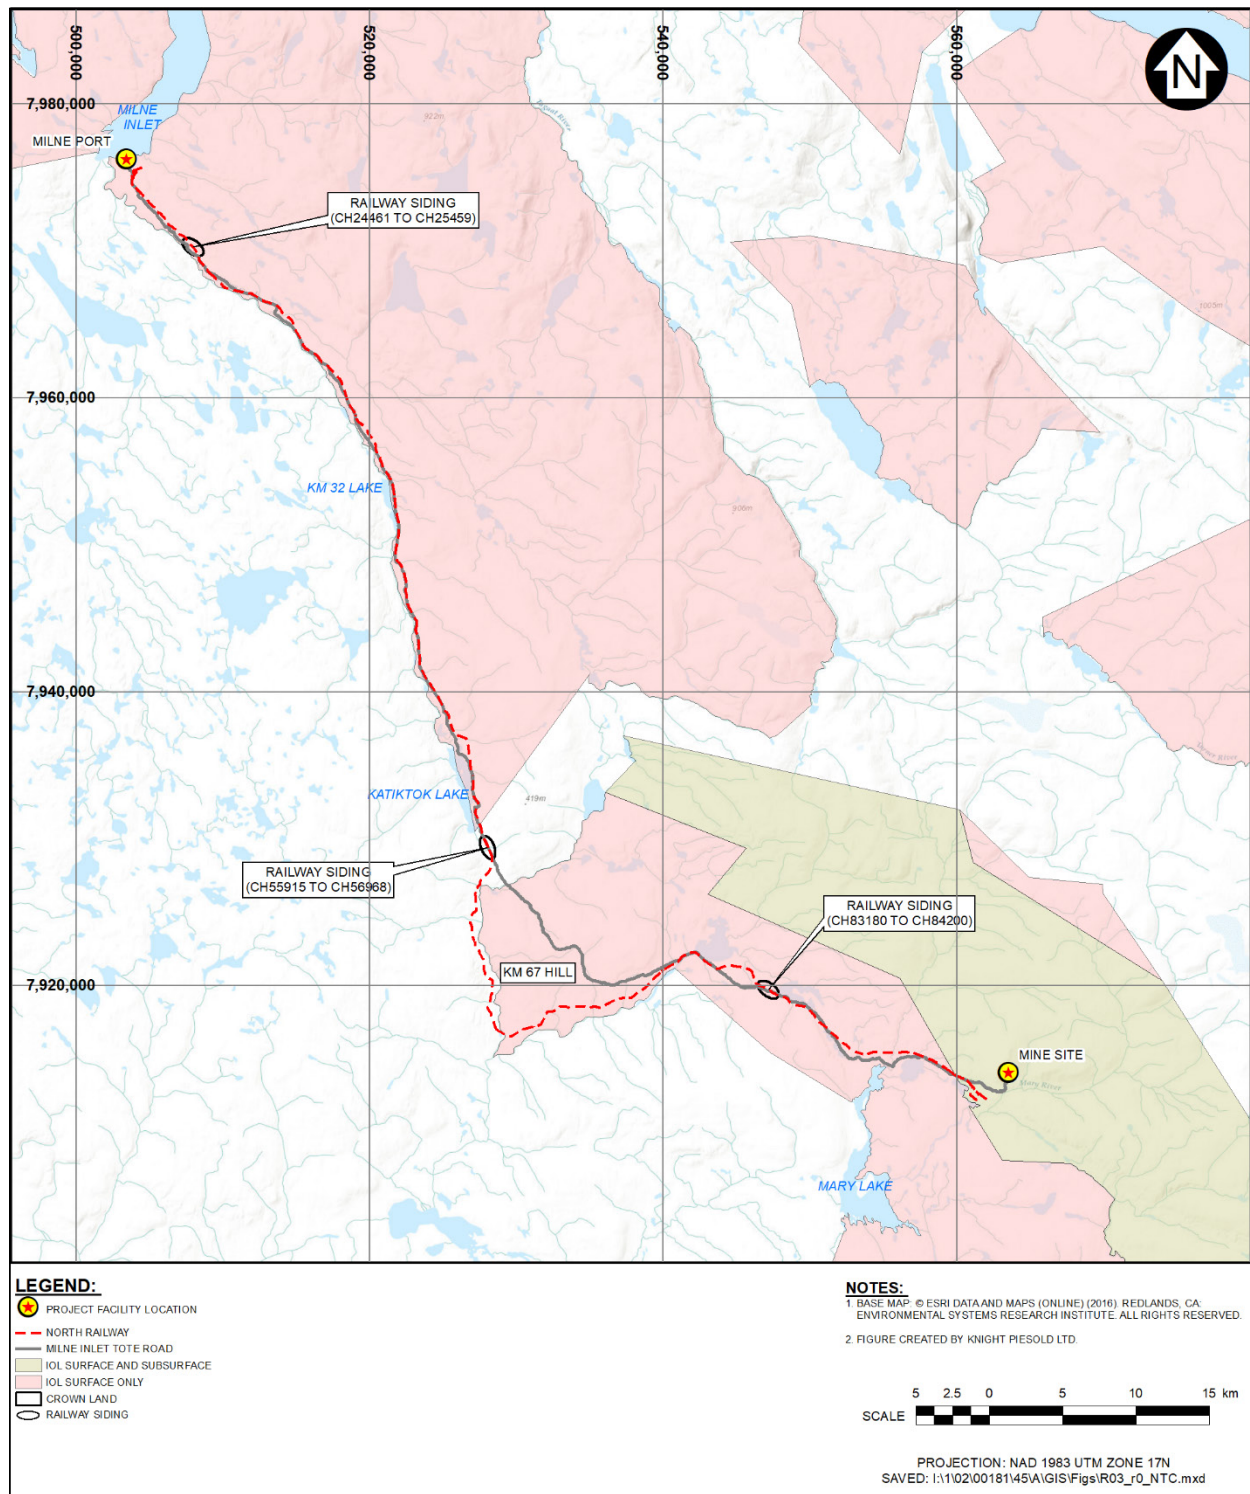 500,000
520,000
540,000
560,000
N
7,980,000
MILNE
INLET
922m
MILNE PORT
RAILWAY SIDING
(CH24461 TO CH25459)
1005m
7,960,000
KM 32 LAKE
906m
7,940,000
KATIKTOK LAKE
419m
RAILWAY SIDING
(CH55915 TO CH56968)
RAILWAY SIDING
(CH83180 TO CH84200)
KM 67 HILL
7,920,000
MINE SITE
Mary River
MARY LAKE
LEGEND:
PROJECT FACILITY LOCATION
NORTH RAILWAY
MILNE INLET TOTE ROAD
IOL SURFACE AND SUBSURFACE
IOL SURFACE ONLY
CROWN LAND
RAILWAY SIDING
NOTES:
1. BASE MAP: © ESRI DATA AND MAPS (ONLINE) (2016). REDLANDS, CA:
ENVIRONMENTAL SYSTEMS RESEARCH INSTITUTE. ALL RIGHTS RESERVED.
2. FIGURE CREATED BY KNIGHT PIESOLD LTD.
5 2.5 0 5 10 15 km
SCALE
PROJECTION: NAD 1983 UTM ZONE 17N
SAVED: I:\1\02\00181\45\A\GIS\Figs\R03_r0_NTC.mxd